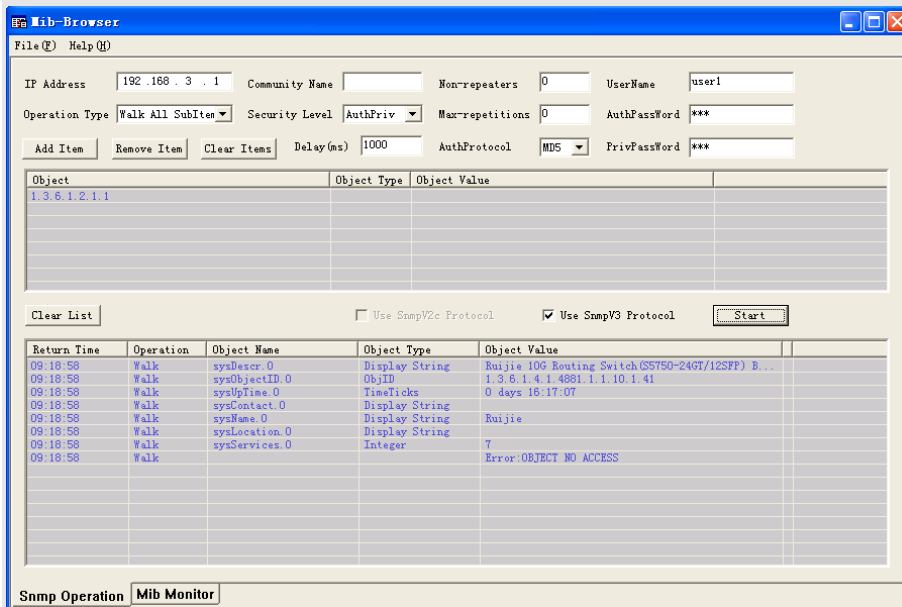 Mib-Browser
File(F) Help(H)
IP Address 192 .168 . 3 . 1 Community Name Non-repeaters 0 UserName user1
Operation Type Walk All SubItem Security Level AuthPriv Max-repetitions 0 AuthPassWord ***
Add Item Remove Item Clear Items Delay(ms) 1000 AuthProtocol MD5 PrivPassWord ***
Object Object Type Object Value
1.3.6.1.2.1.1
Clear List Use SnmpV2c Protocol Use SnmpV3 Protocol Start
Return Time Operation Object Name Object Type Object Value
09:18:58 Walk sysDescr.0 Display String Ruijie 10G Routing Switch(S5750-24GT/12SFP) B...
09:18:58 Walk sysObjectID.0 ObjID 1.3.6.1.4.1.4881.1.1.10.1.41
09:18:58 Walk sysUpTime.0 TimeTicks 0 days 16:17:07
09:18:58 Walk sysContact.0 Display String
09:18:58 Walk sysName.0 Display String Ruijie
09:18:58 Walk sysLocation.0 Display String
09:18:58 Walk sysServices.0 Integer 7
09:18:58 Walk Error:OBJECT NO ACCESS
Snmp Operation Mib Monitor